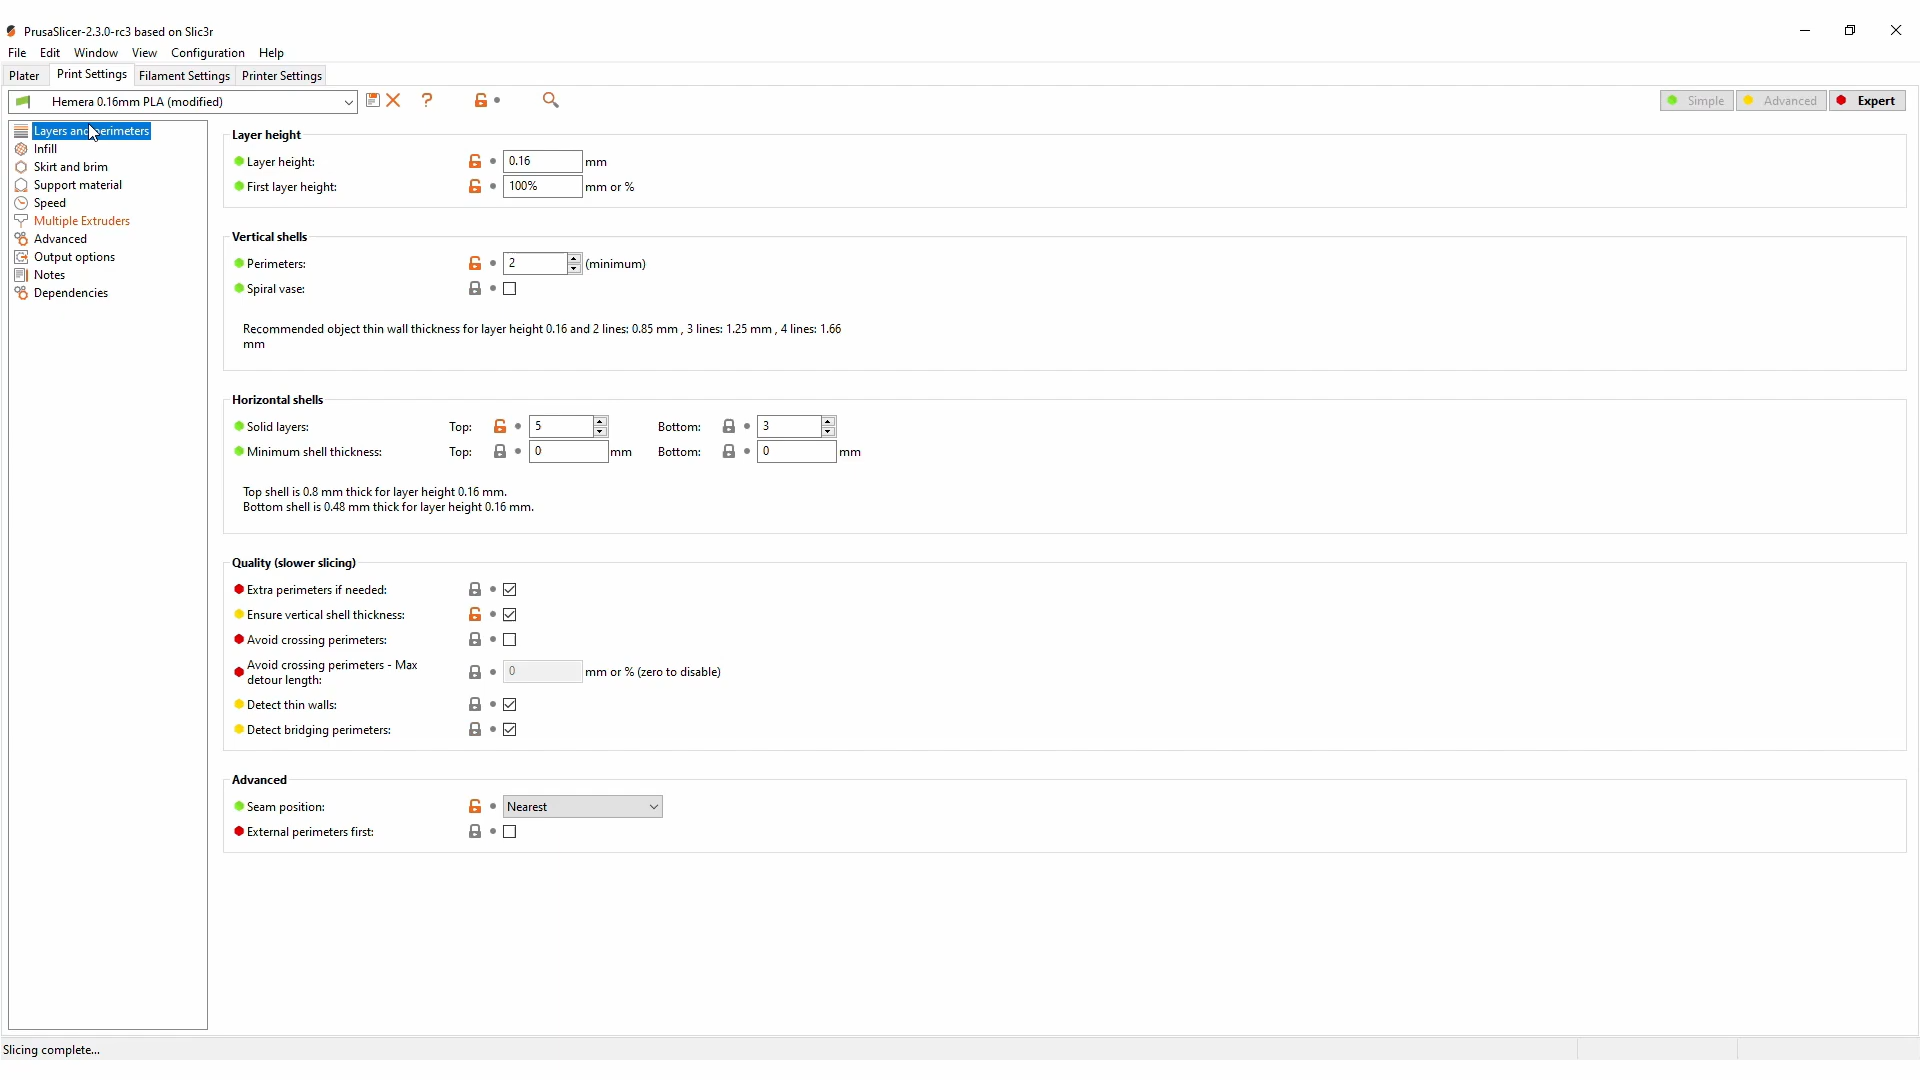 PrusaSlicer-2.3.0-rc3 based on Slic3r
File Edit Window View Configuration Help
Plater Print Settings Filament Settings Printer Settings
Hemera 0.16mm PLA (modified) ? Simple Advanced Expert
Layers and perimeters
Infill
Skirt and brim
Support material
Speed
Multiple Extruders
Advanced
Output options
Notes
Dependencies
Layer height
Layer height: 0.16 mm
First layer height: 100% mm or %
Vertical shells
Perimeters: 2 (minimum)
Spiral vase:
Recommended object thin wall thickness for layer height 0.16 and 2 lines: 0.85 mm , 3 lines: 1.25 mm , 4 lines: 1.66
mm
Horizontal shells
Solid layers: Top: 5 Bottom: 3
Minimum shell thickness: Top: 0 mm Bottom: 0 mm
Top shell is 0.8 mm thick for layer height 0.16 mm.
Bottom shell is 0.48 mm thick for layer height 0.16 mm.
Quality (slower slicing)
Extra perimeters if needed:
Ensure vertical shell thickness:
Avoid crossing perimeters:
Avoid crossing perimeters - Max
detour length: 0 mm or % (zero to disable)
Detect thin walls:
Detect bridging perimeters:
Advanced
Seam position: Nearest
External perimeters first:
Slicing complete...